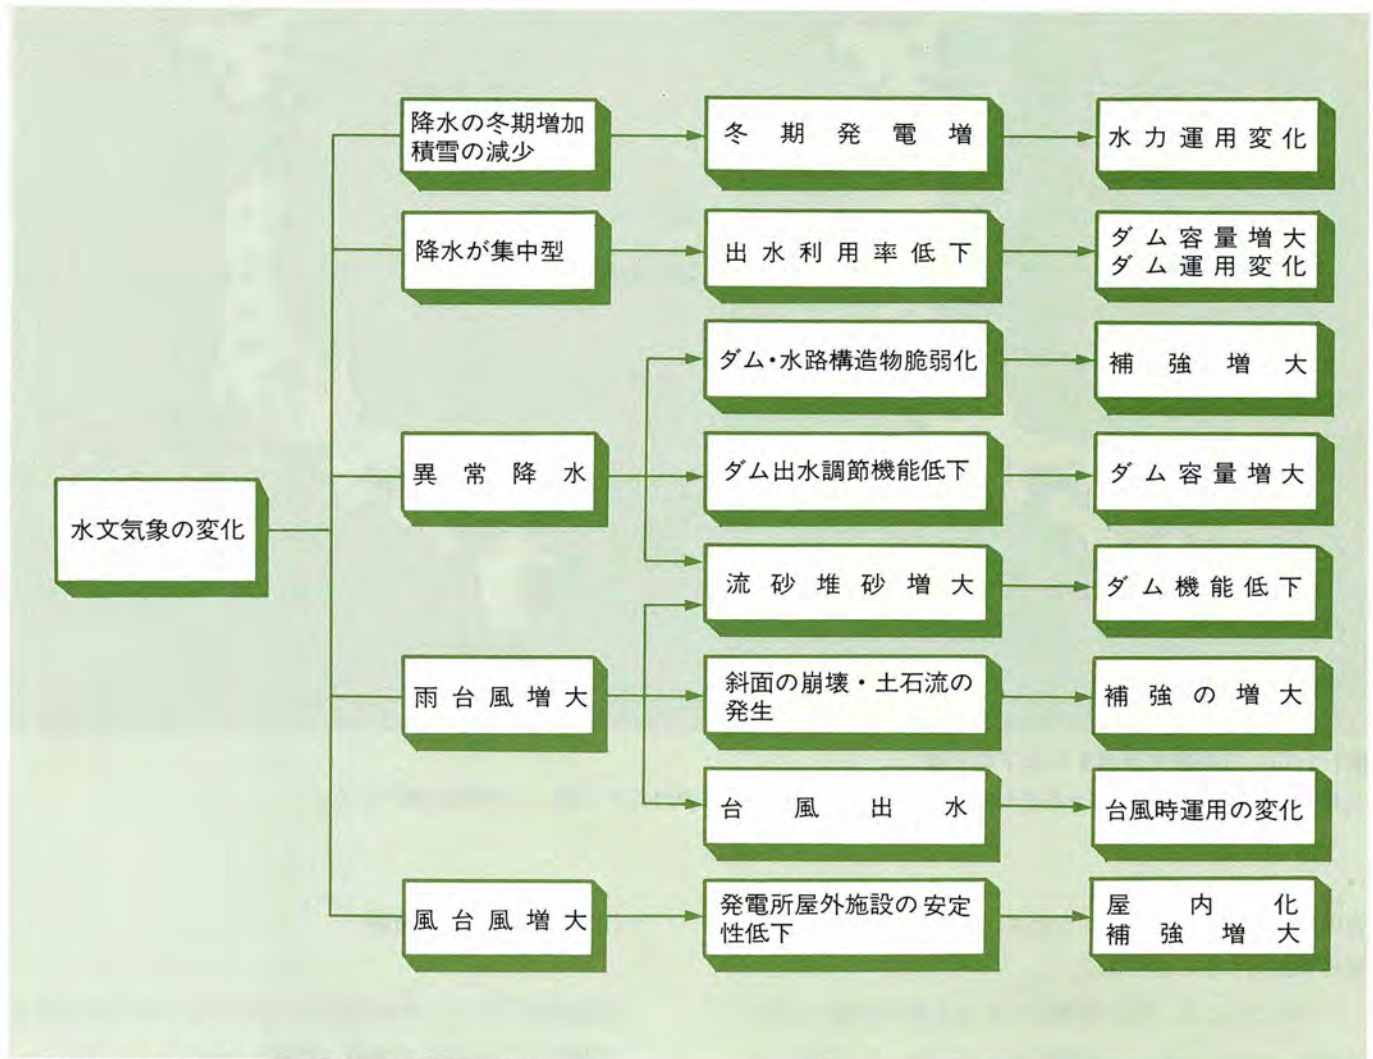 水文気象の変化
降水の冬期増加
積雪の減少
冬期発電増
水力運用変化
降水が集中型
出水利用率低下
ダム容量増大
ダム運用変化
異常降水
ダム・水路構造物脆弱化
補強増大
ダム出水調節機能低下
ダム容量増大
流砂堆砂増大
ダム機能低下
雨台風増大
斜面の崩壊・土石流の
発生
補強の増大
台風出水
台風時運用の変化
風台風増大
発電所屋外施設の安定
性低下
屋内化
補強増大